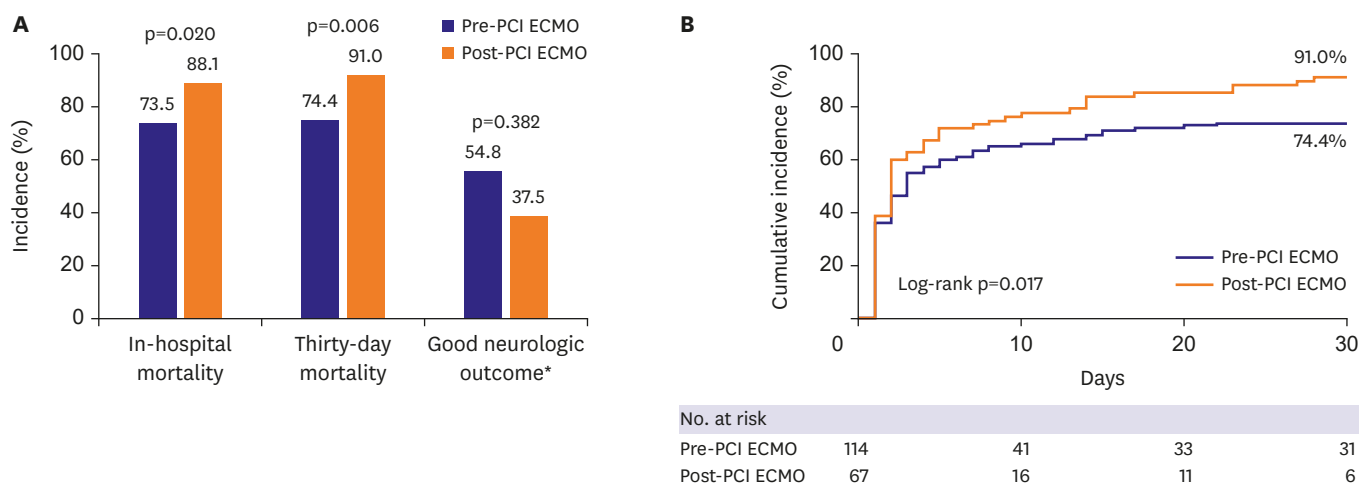 A
p=0.020
p=0.006
p=0.382
Pre-PCI ECMO
Post-PCI ECMO
Incidence (%)
100
80
60
40
20
0
73.5
88.1
74.4
91.0
54.8
37.5
In-hospital
mortality
Thirty-day
mortality
Good neurologic
outcome*
B
Cumulative incidence (%)
100
80
60
40
20
91.0%
74.4%
Pre-PCI ECMO
Post-PCI ECMO
Log-rank p=0.017
0 10 20 30
Days
No. at risk
Pre-PCI ECMO 114 41 33 31
Post-PCI ECMO 67 16 11 6